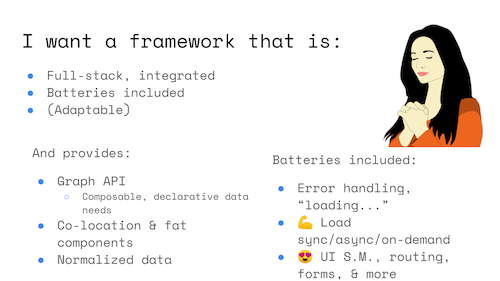 I want a framework that is:
● Full-stack, integrated
● Batteries included
● (Adaptable)
And provides:
● Graph API
○ Composable, declarative data
needs
● Co-location & fat
components
● Normalized data
Batteries included:
● Error handling,
“loading...”
● 💪 Load
sync/async/on-demand
● 😍 UI S.M., routing,
forms, & more